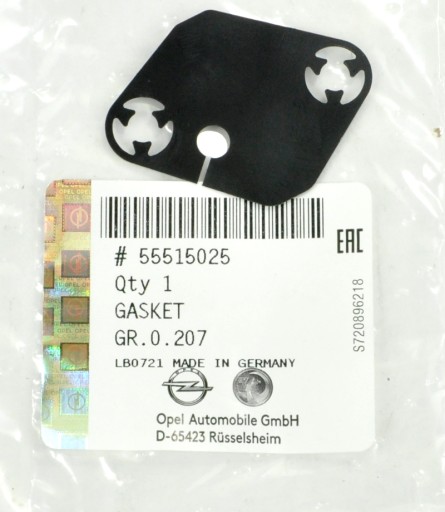 # 55515025
EAC
Qty 1
GASKET
GR.0.207
S720896218
LB0721 MADE IN GERMANY
Opel Automobile GmbH
D-65423 Rüsselsheim